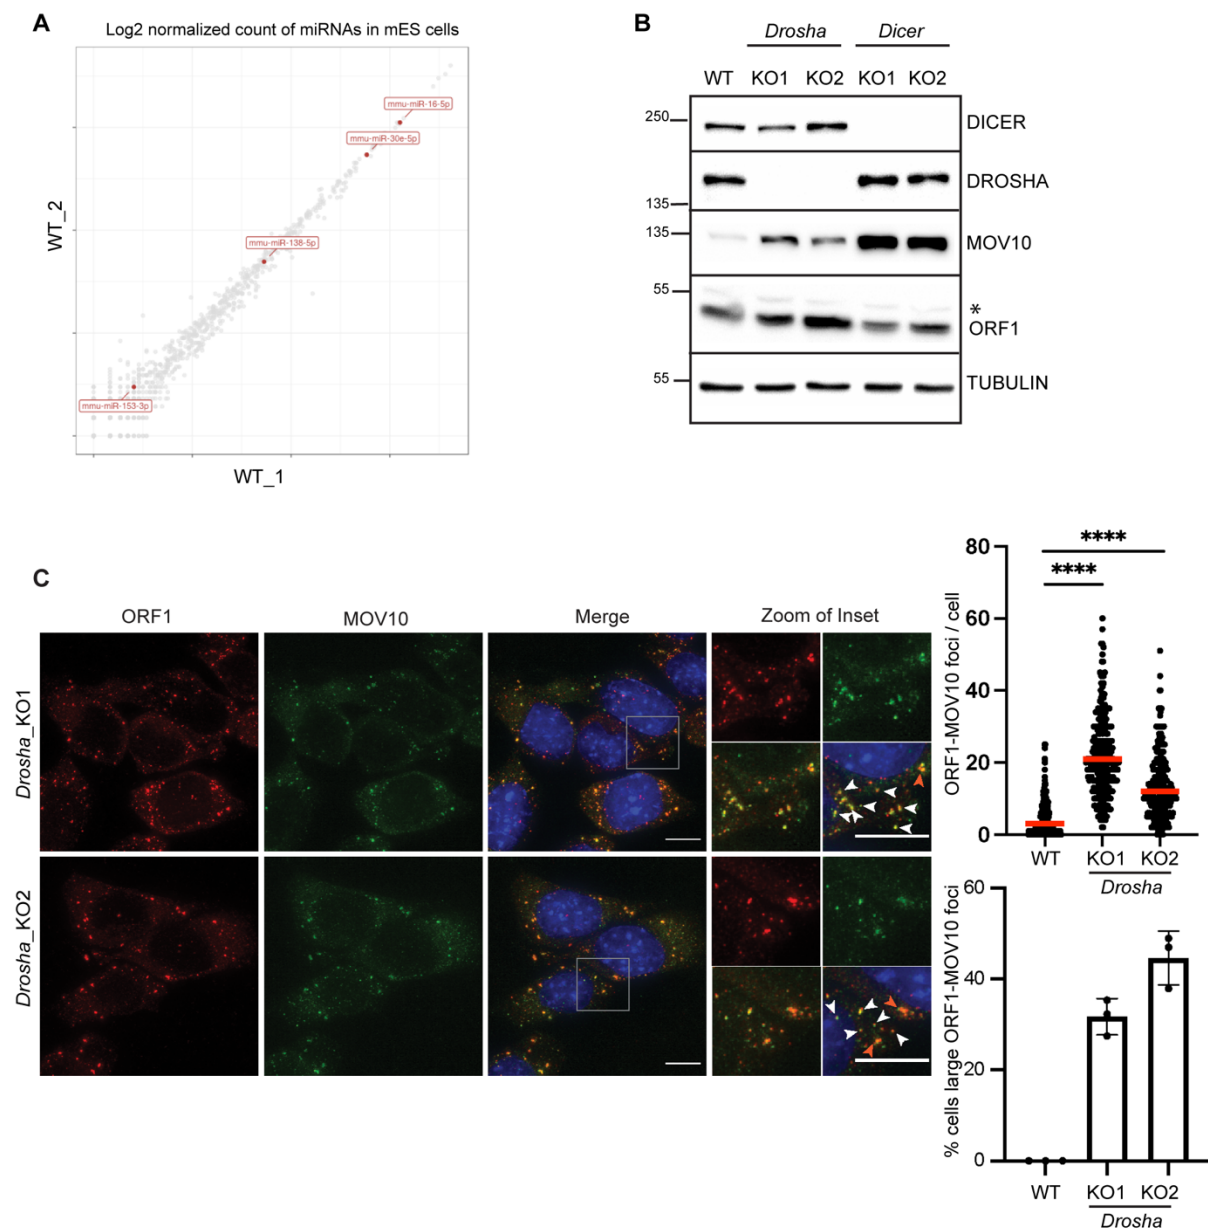 A
Log2 normalized count of miRNAs in mES cells
mmu-miR-16-5p
mmu-miR-30e-5p
mmu-miR-138-5p
mmu-miR-153-3p
WT_2
WT_1
B
Drosha Dicer
WT KO1 KO2 KO1 KO2
250 DICER
DROSHA
135
135 MOV10
55
*
ORF1
55 TUBULIN
C
ORF1 MOV10 Merge Zoom of Inset
Drosha_KO1
Drosha_KO2
ORF1-MOV10 foci / cell
80
60
40
20
0
****
****
WT KO1 KO2
Drosha
% cells large ORF1-MOV10 foci
60
40
20
0
WT KO1 KO2
Drosha